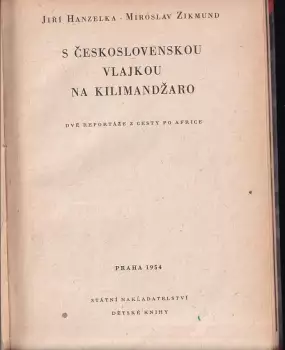 JIŘÍ HANZELKA · MIROSLAV ZIKMUND
S ČESKOSLOVENSKOU
VLAJKOU
NA KILIMANDŽARO
DVĚ REPORTÁŽE Z CESTY PO AFRICE
PRAHA 1954
STÁTNÍ NAKLADATELSTVÍ
DĚTSKÉ KNIHY